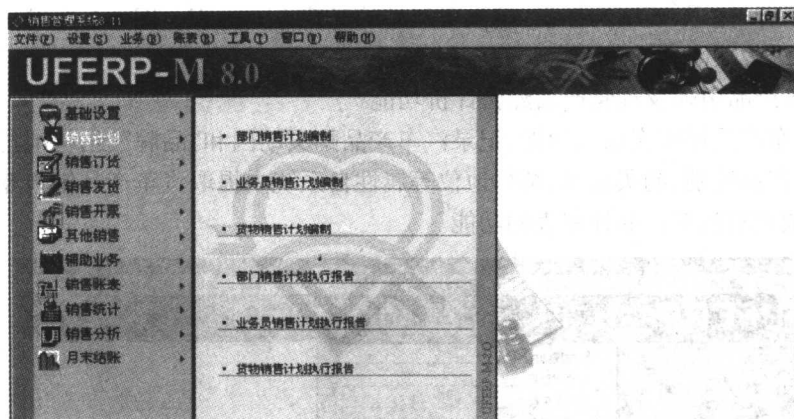 销售管理系统8.11
文件(F) 设置(S) 业务(B) 账表(R) 工具(T) 窗口(W) 帮助(H)
UFERP-M 8.0
基础设置
销售计划
销售订货
销售发货
销售开票
其他销售
辅助业务
销售账表
销售统计
销售分析
月末结账
· 部门销售计划编制
· 业务员销售计划编制
· 货物销售计划编制
· 部门销售计划执行报告
· 业务员销售计划执行报告
· 货物销售计划执行报告